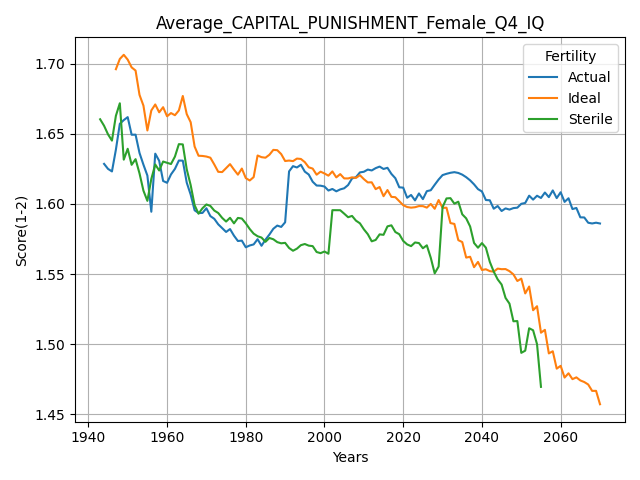 Average_CAPITAL_PUNISHMENT_Female_Q4_IQ
Fertility
Actual
Ideal
Sterile
Score(1-2)
1.70
1.65
1.60
1.55
1.50
1.45
1940 1960 1980 2000 2020 2040 2060
Years